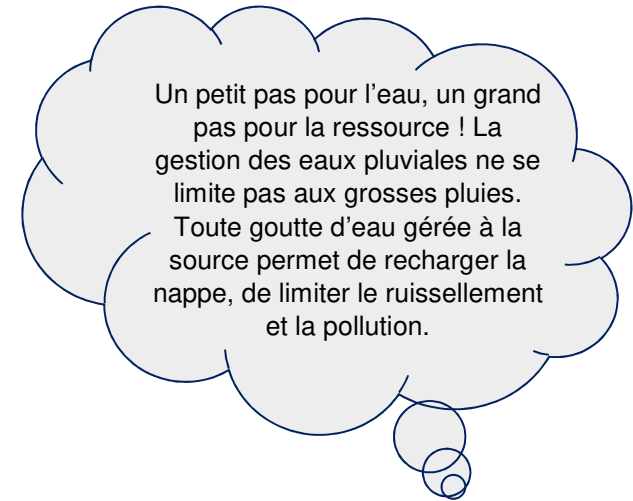 Un petit pas pour l’eau, un grand
pas pour la ressource ! La
gestion des eaux pluviales ne se
limite pas aux grosses pluies.
Toute goutte d’eau gérée à la
source permet de recharger la
nappe, de limiter le ruissellement
et la pollution.